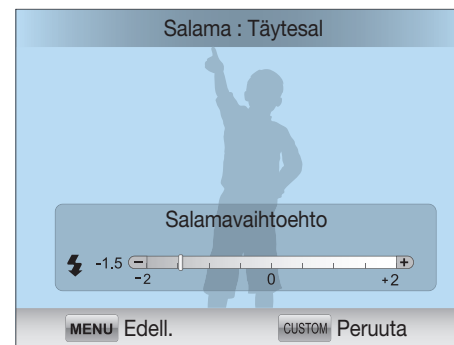 Salama : Täytesal
Salamavaihtoehto
-1.5
-2 0 +2
MENU Edell. CUSTOM Peruuta